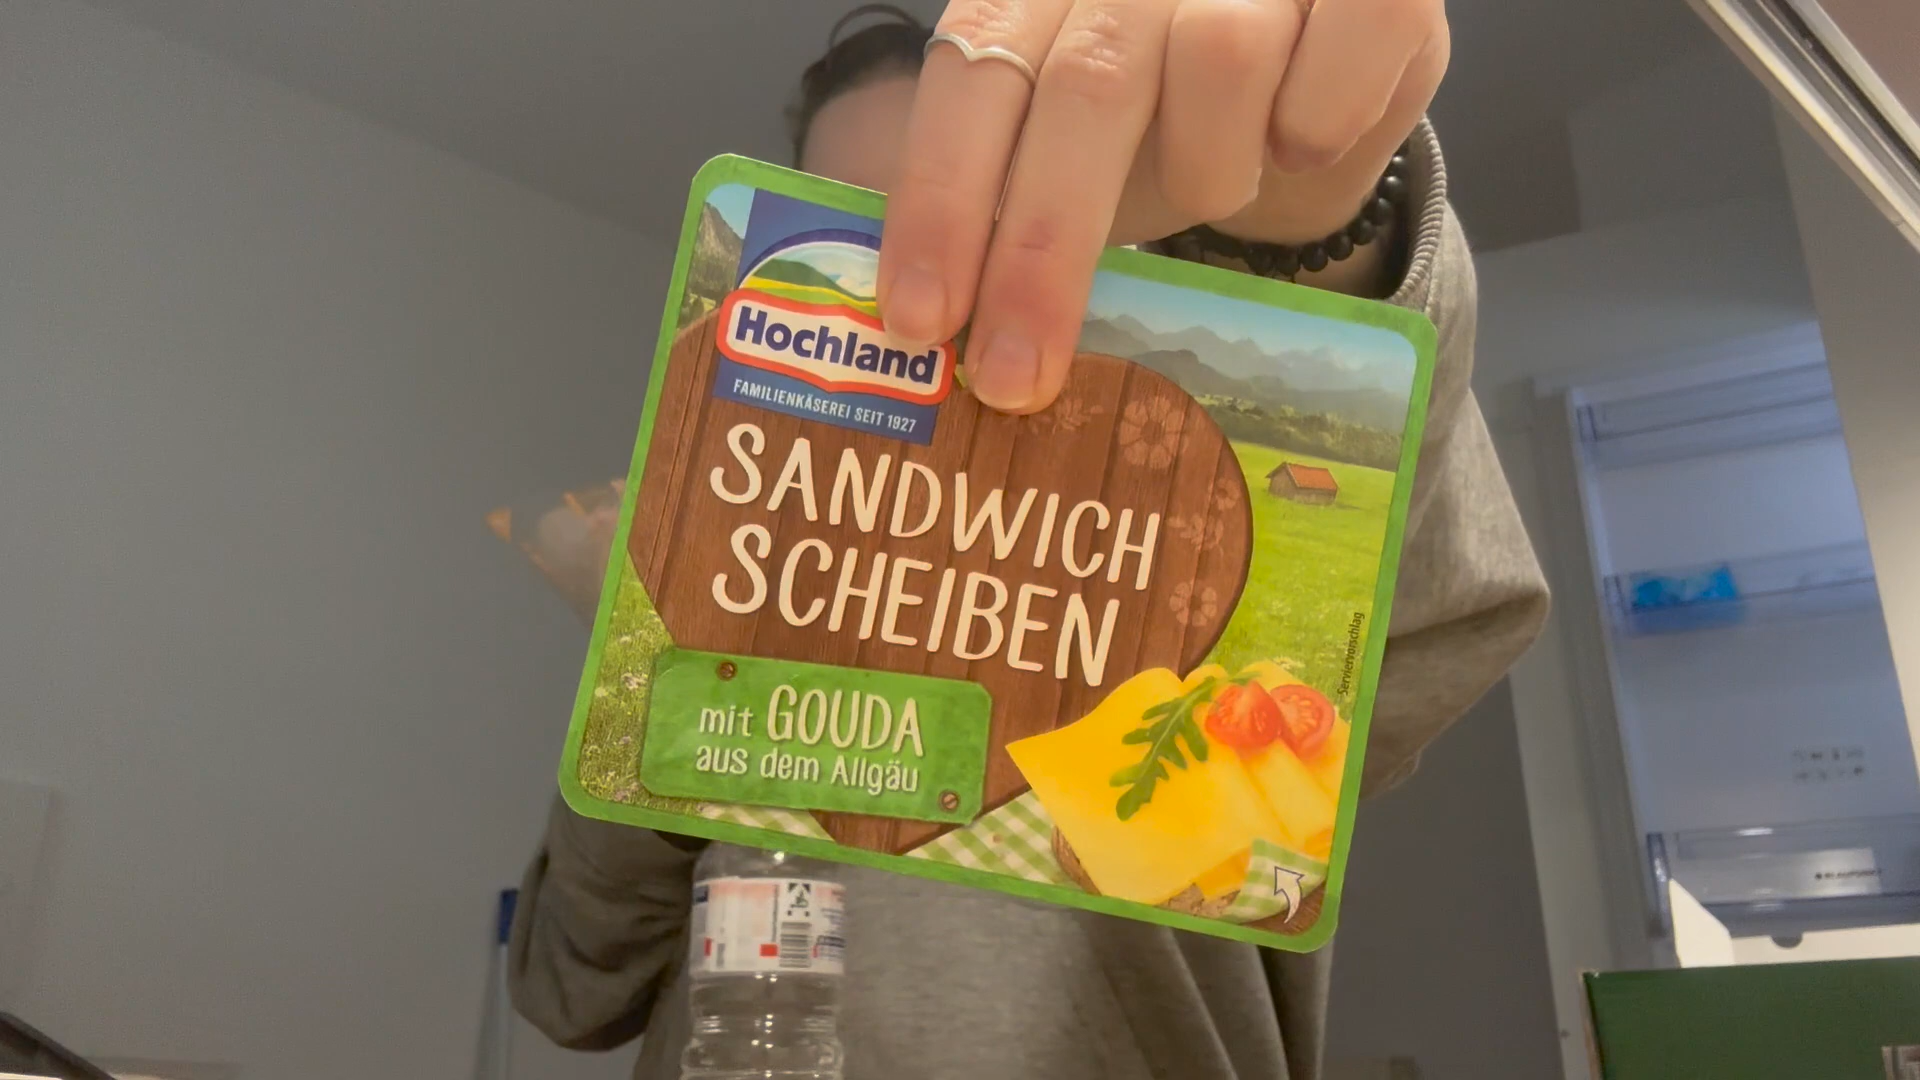 Hochland
FAMILIENKÄSEREI SEIT 1927
SANDWICH
SCHEIBEN
mit GOUDA
aus dem Allgäu
Serviervorschlag